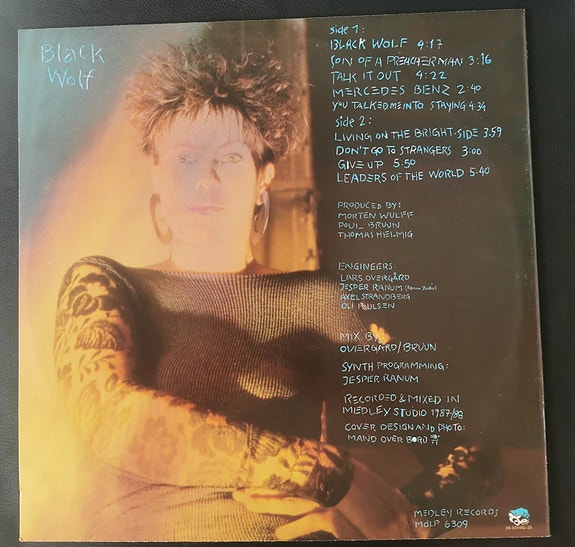 Black
Wolf
side 1:
BLACK WOLF 4:17
SON OF A PREACHERMAN 3:16
TALK IT OUT 4:22
MERCEDES BENZ 2:40
YOU TALKED ME INTO STAYING 4:34
side 2:
LIVING ON THE BRIGHT-SIDE 3:59
DON'T GO TO STRANGERS 3:00
GIVE UP 5:50
LEADERS OF THE WORLD 5:40
PRODUCED BY:
MORTEN WULFF
POUL BRUUN
THOMAS HELMIG
ENGINEERS:
LARS OVERGÅRD
JESPER RANUM (Ranum Studio)
AXEL STRANDBERG
OLI POULSEN
MIX BY:
OVERGÅRD/BRUUN
SYNTH PROGRAMMING:
JESPER RANUM
RECORDED & MIXED IN
MEDLEY STUDIO 1987/88
COVER DESIGN AND PHOTO:
MAND OVER BORD
MEDLEY RECORDS
MdLP 6309